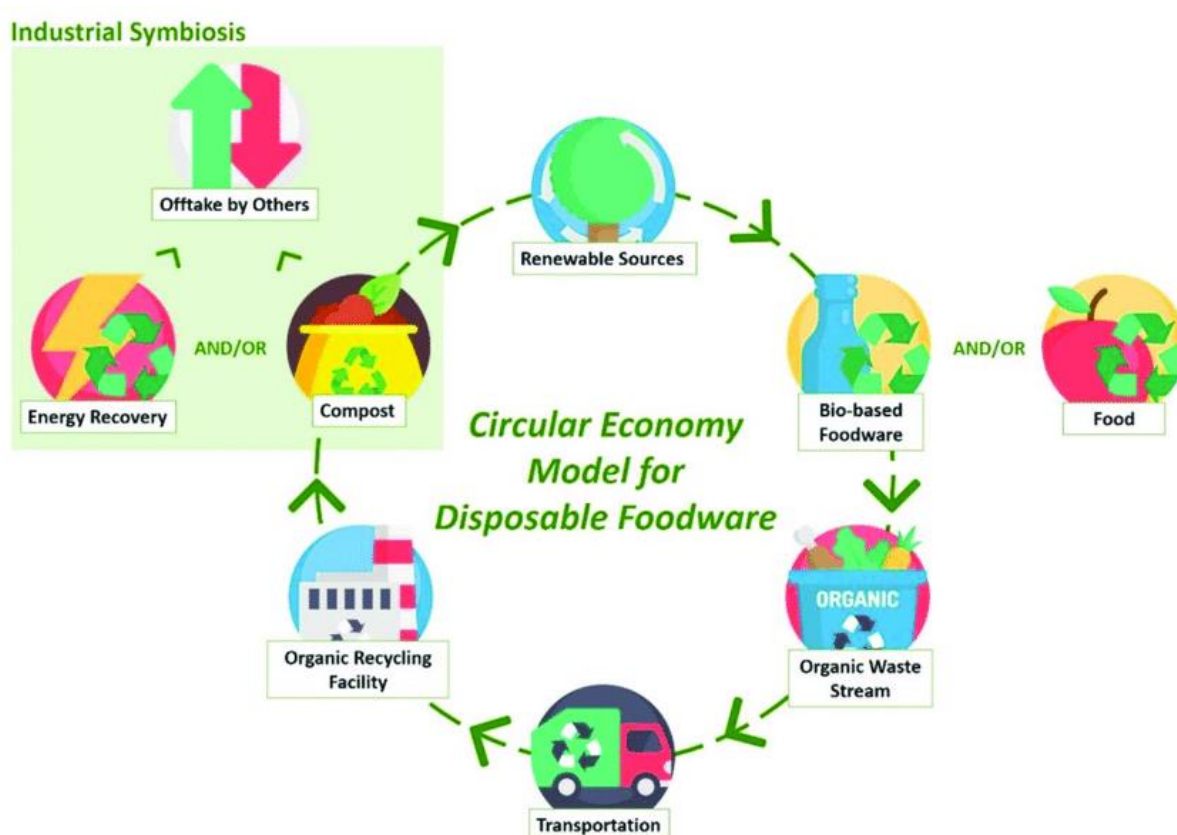 Industrial Symbiosis
Offtake by Others
Renewable Sources
Energy Recovery
AND/OR
Compost
Bio-based
Foodware
AND/OR
Food
Circular Economy
Model for
Disposable Foodware
Organic Recycling
Facility
ORGANIC
Organic Waste
Stream
Transportation